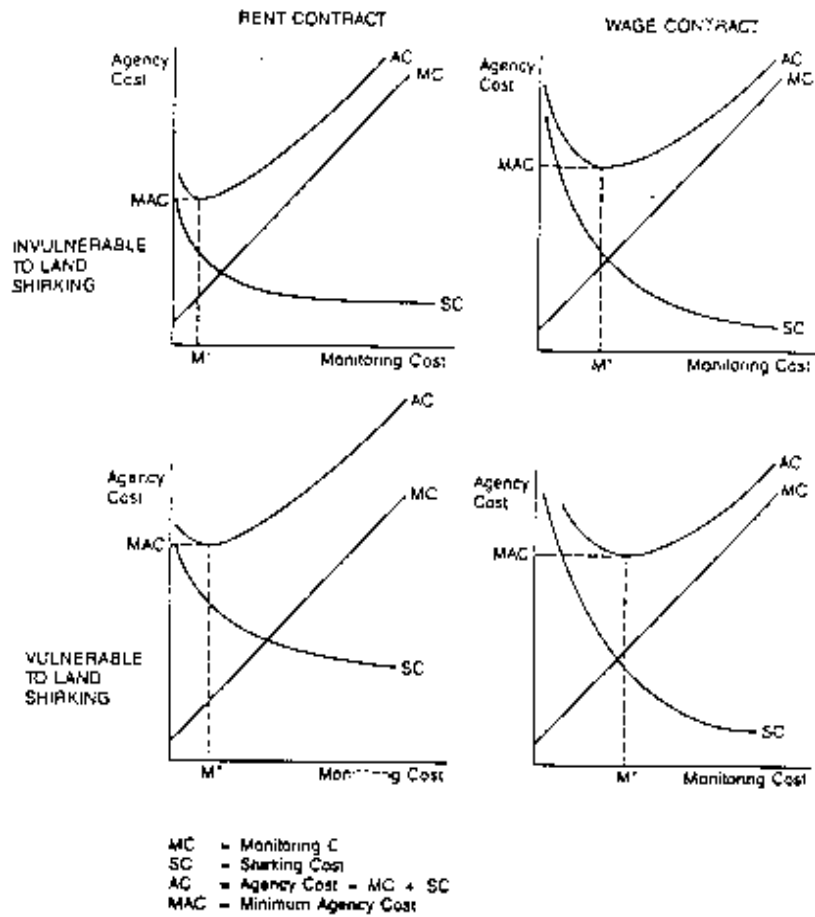 RENT CONTRACT
WAGE CONTRACT
Agency
Cost
AC
MC
MAC
INVULNERABLE
TO LAND
SHIRKING
SC
M*
Monitoring Cost
Agency
Cost
AC
MC
MAC
SC
M*
Monitoring Cost
Agency
Cost
AC
MC
MAC
VULNERABLE
TO LAND
SHIRKING
SC
M*
Monitoring Cost
Agency
Cost
AC
MC
MAC
SC
M*
Monitoring Cost
MC = Monitoring C
SC = Shirking Cost
AC = Agency Cost = MC + SC
MAC = Minimum Agency Cost